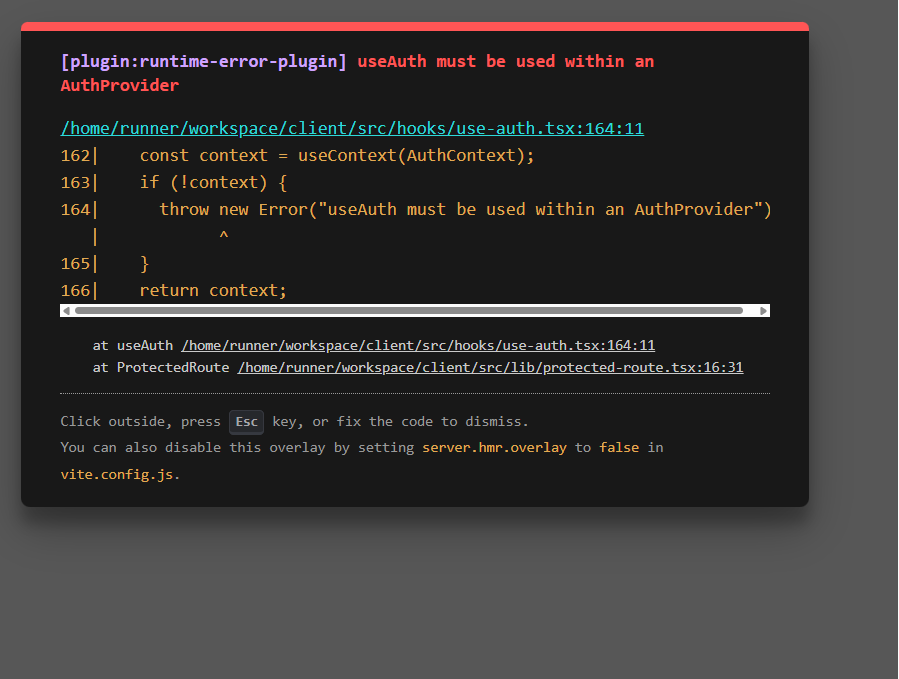 [plugin:runtime-error-plugin] useAuth must be used within an
AuthProvider
/home/runner/workspace/client/src/hooks/use-auth.tsx:164:11
162|    const context = useContext(AuthContext);
163|    if (!context) {
164|      throw new Error("useAuth must be used within an AuthProvider")
   |            ^
165|    }
166|    return context;
at useAuth /home/runner/workspace/client/src/hooks/use-auth.tsx:164:11
at ProtectedRoute /home/runner/workspace/client/src/lib/protected-route.tsx:16:31
Click outside, press Esc key, or fix the code to dismiss.
You can also disable this overlay by setting server.hmr.overlay to false in
vite.config.js.